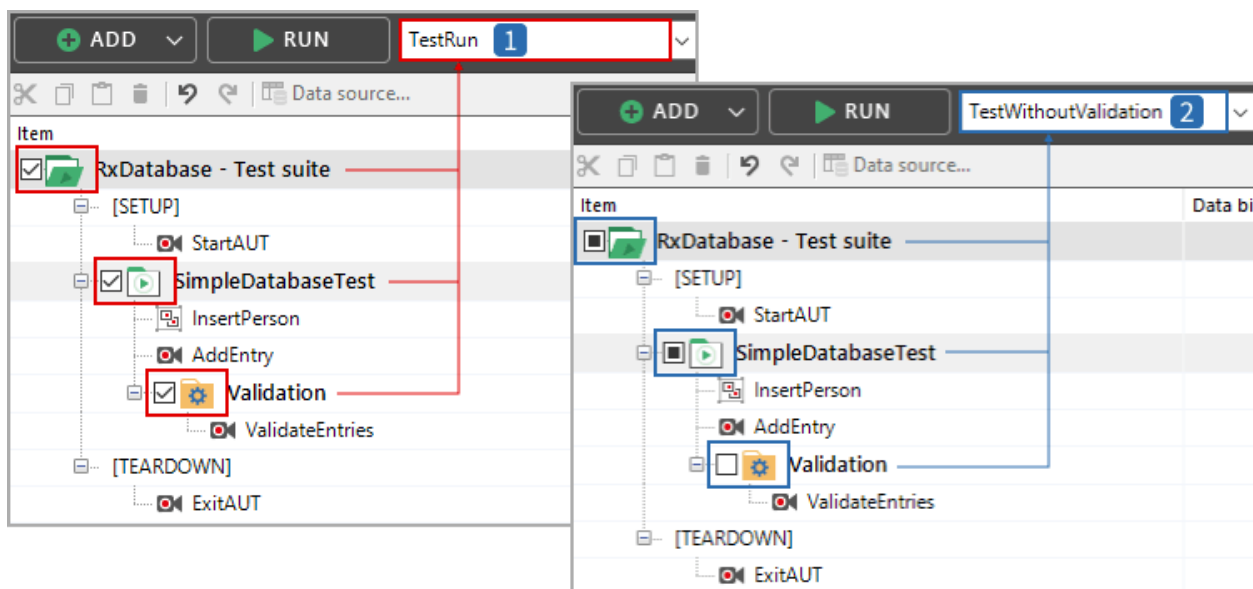 ADD RUN TestRun 1
Data source...
Item
RxDatabase - Test suite
[SETUP]
StartAUT
SimpleDatabaseTest
InsertPerson
AddEntry
Validation
ValidateEntries
[TEARDOWN]
ExitAUT
ADD RUN TestWithoutValidation 2
Data source...
Item Data bi
RxDatabase - Test suite
[SETUP]
StartAUT
SimpleDatabaseTest
InsertPerson
AddEntry
Validation
ValidateEntries
[TEARDOWN]
ExitAUT